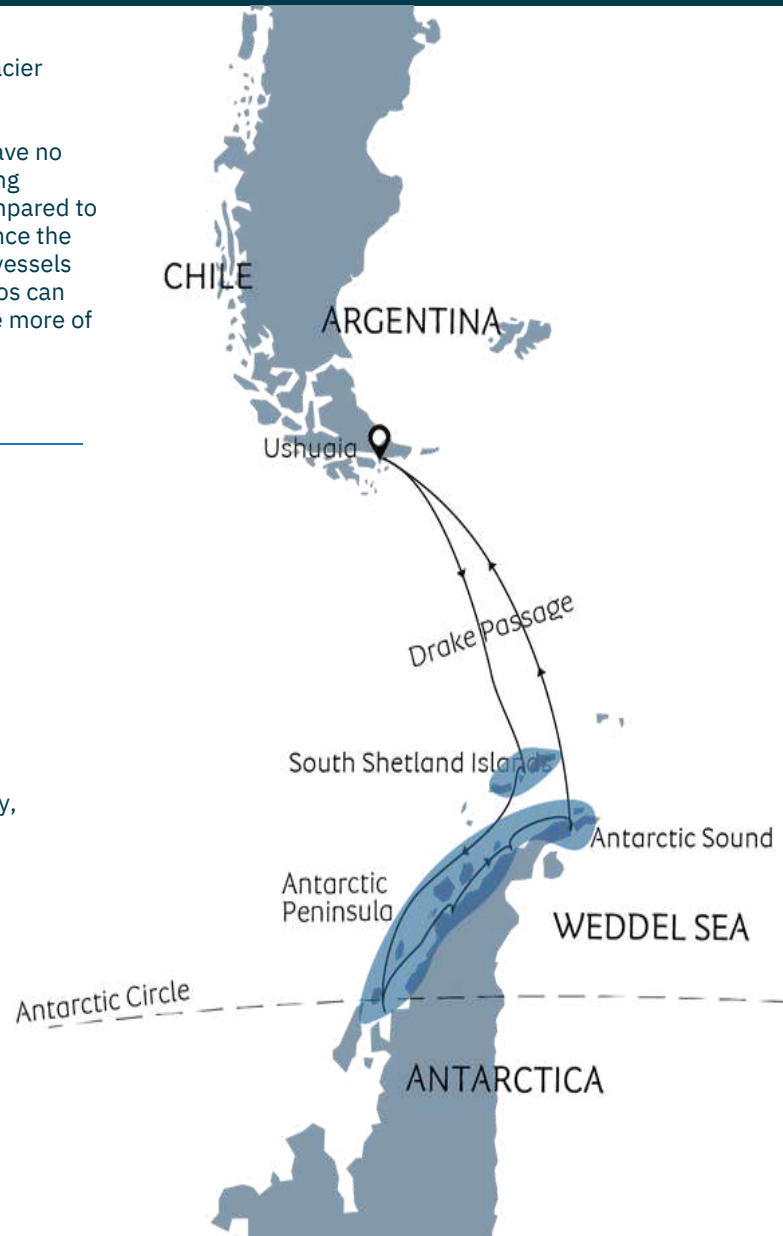 acier
ave no
ng
mpared to
nce the
vessels
os can
e more of
CHILE
ARGENTINA
Ushuaia
Drake Passage
South Shetland Islands
y,
Antarctic Sound
Antarctic
Peninsula
WEDDEL SEA
Antarctic Circle
ANTARCTICA